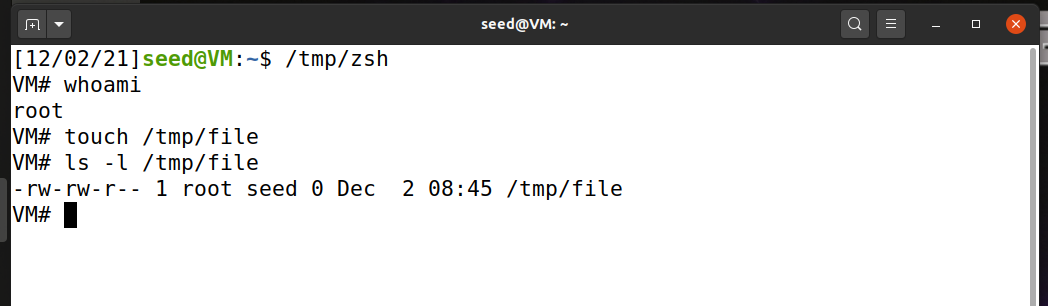 seed@VM: ~
[12/02/21]seed@VM:~$ /tmp/zsh
VM# whoami
root
VM# touch /tmp/file
VM# ls -l /tmp/file
-rw-rw-r-- 1 root seed 0 Dec  2 08:45 /tmp/file
VM#